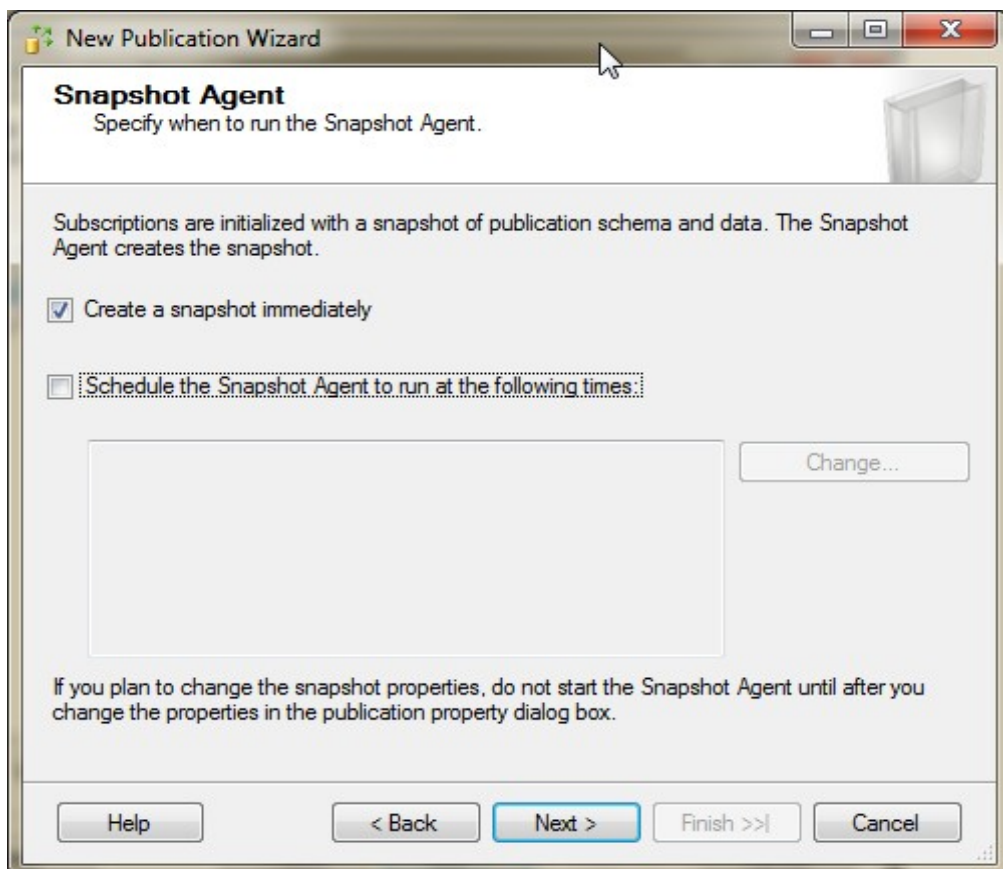 New Publication Wizard
Snapshot Agent
Specify when to run the Snapshot Agent.
Subscriptions are initialized with a snapshot of publication schema and data. The Snapshot
Agent creates the snapshot.
Create a snapshot immediately
Schedule the Snapshot Agent to run at the following times:
Change...
If you plan to change the snapshot properties, do not start the Snapshot Agent until after you
change the properties in the publication property dialog box.
Help
< Back
Next >
Finish >>|
Cancel